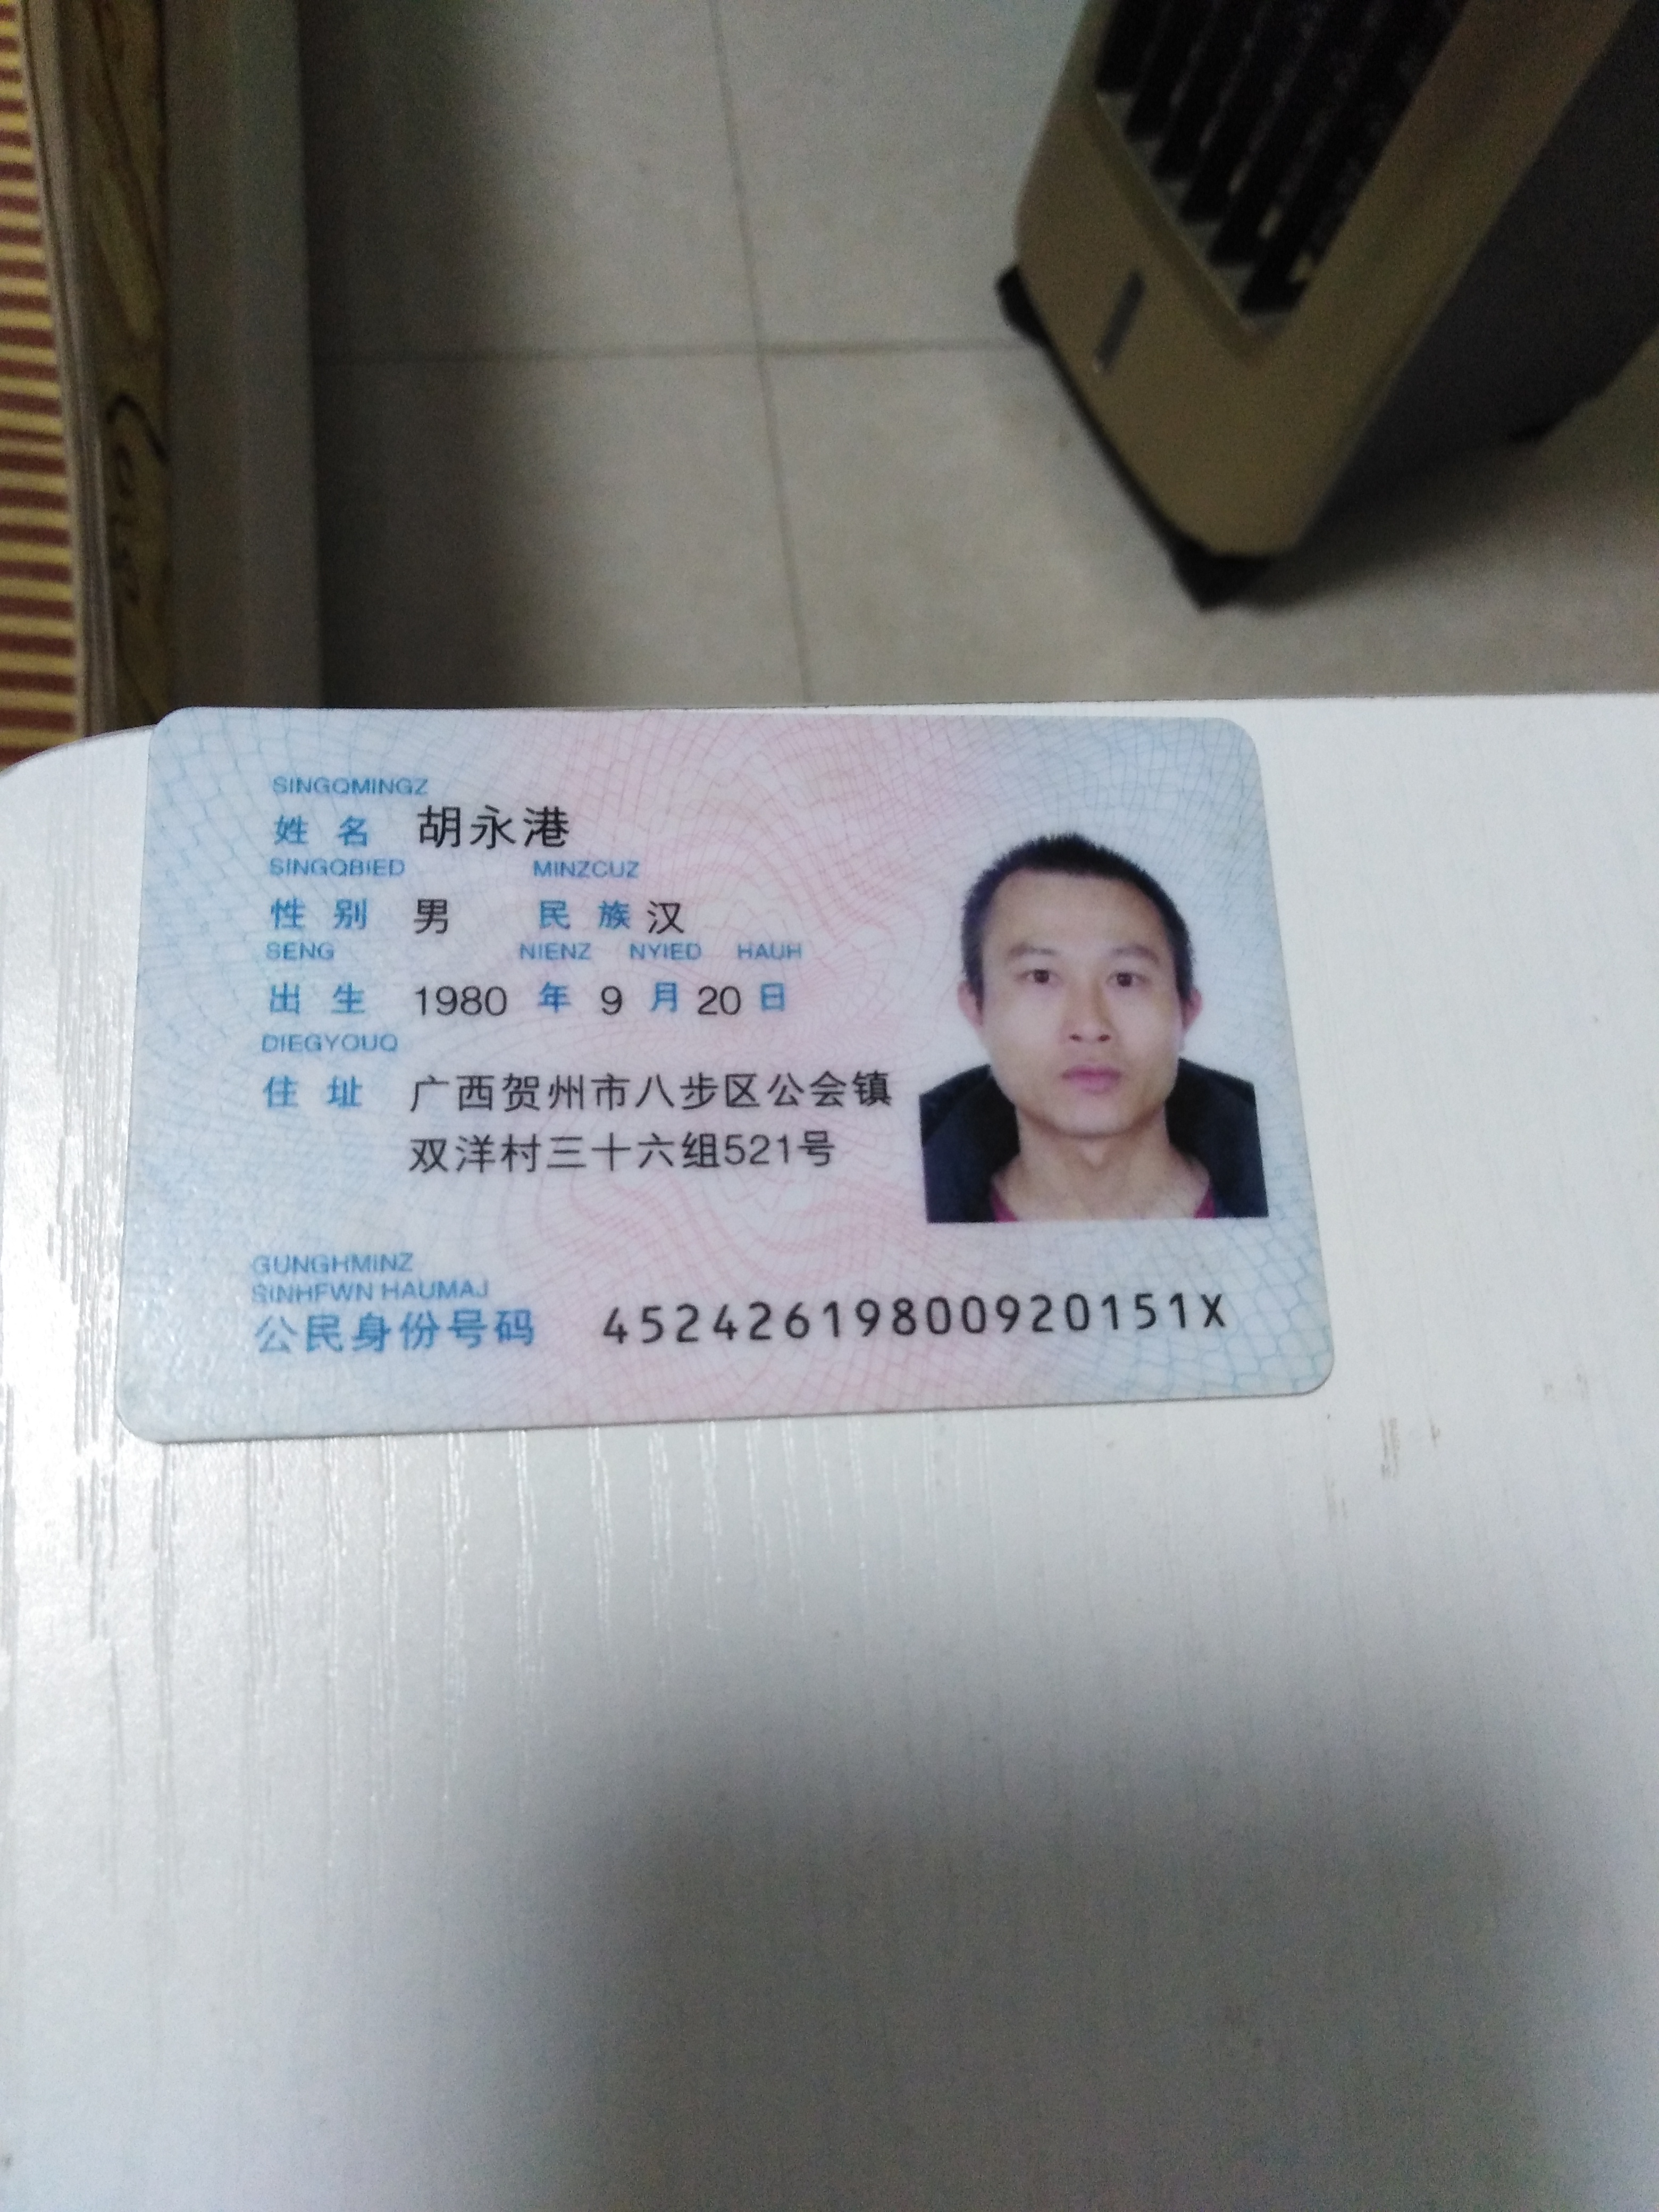 SINGQMINGZ
姓 名 胡永港
SINGQBIED MINZCUZ
性 别 男 民 族 汉
SENG NIENZ NYIED HAUH
出 生 1980 年 9 月 20 日
DIEGYOUQ
住 址 广西贺州市八步区公会镇
双洋村三十六组521号
GUNGHMINZ
SINHFWN HAUMAJ
公民身份号码 45242619800920151X